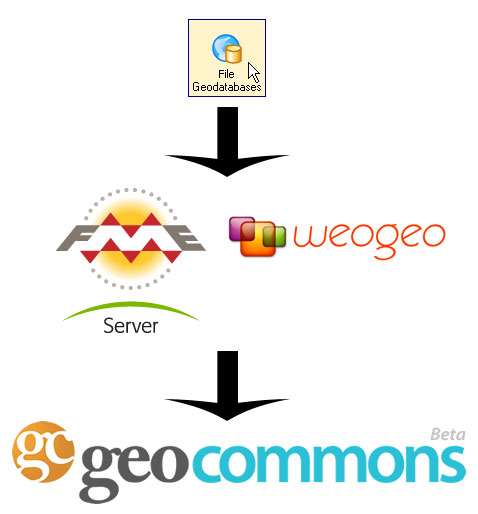 File
Geodatabases
FME
weogeo
Server
Beta
gc geocommons